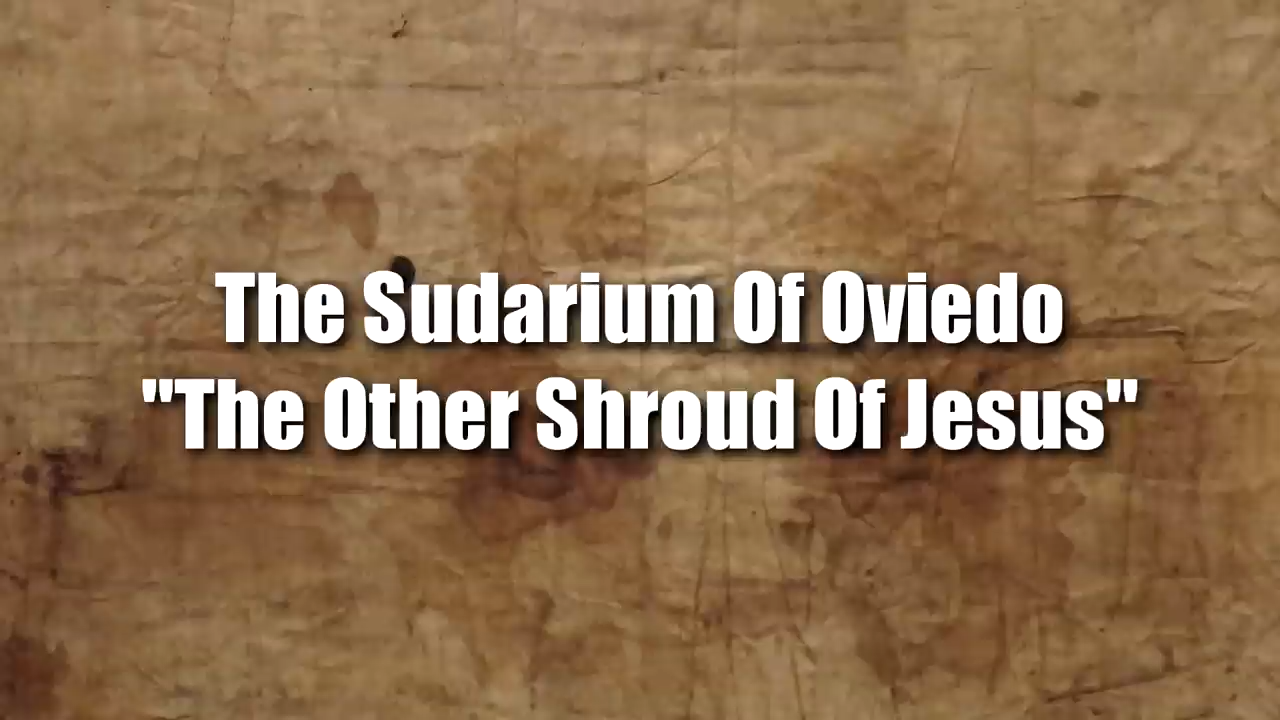 The Sudarium Of Oviedo
"The Other Shroud Of Jesus"